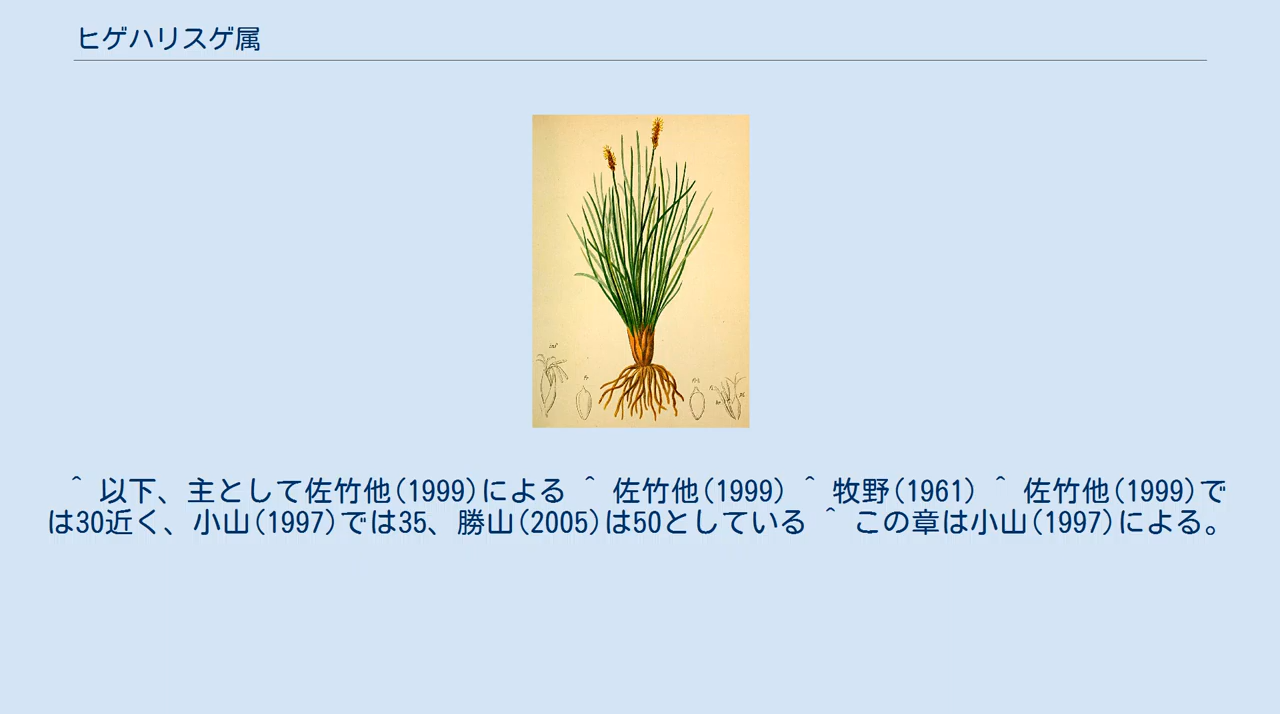 ヒゲハリスゲ属
^ 以下、主として佐竹他(1999)による ^ 佐竹他(1999) ^ 牧野(1961) ^ 佐竹他(1999)で
は30近く、小山(1997)では35、勝山(2005)は50としている ^ この章は小山(1997)による。